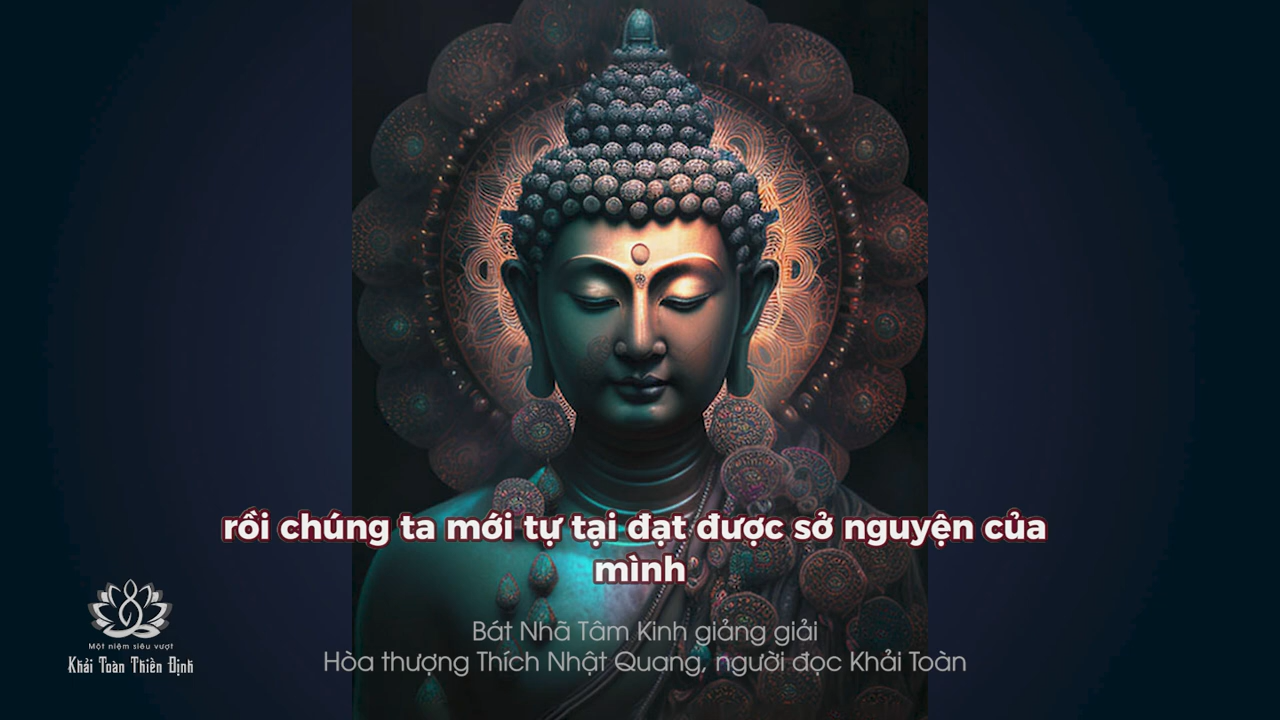 rồi chúng ta mới tự tại đạt được sở nguyện của
mình
Bát Nhã Tâm Kinh giảng giải
Hòa thượng Thích Nhật Quang, người đọc Khải Toàn
Một niệm siêu vượt
Khải Toàn Thiền Định